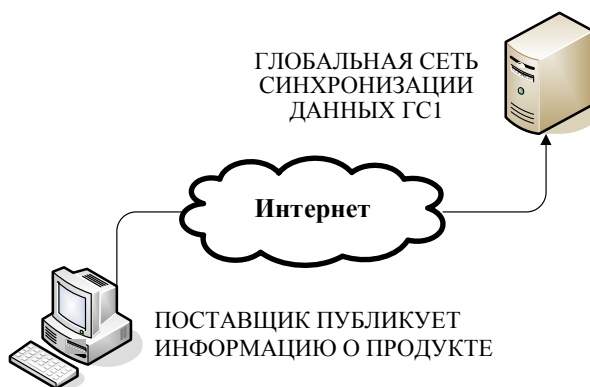 ГЛОБАЛЬНАЯ СЕТЬ
СИНХРОНИЗАЦИИ
ДАННЫХ ГС1
Интернет
ПОСТАВЩИК ПУБЛИКУЕТ
ИНФОРМАЦИЮ О ПРОДУКТЕ